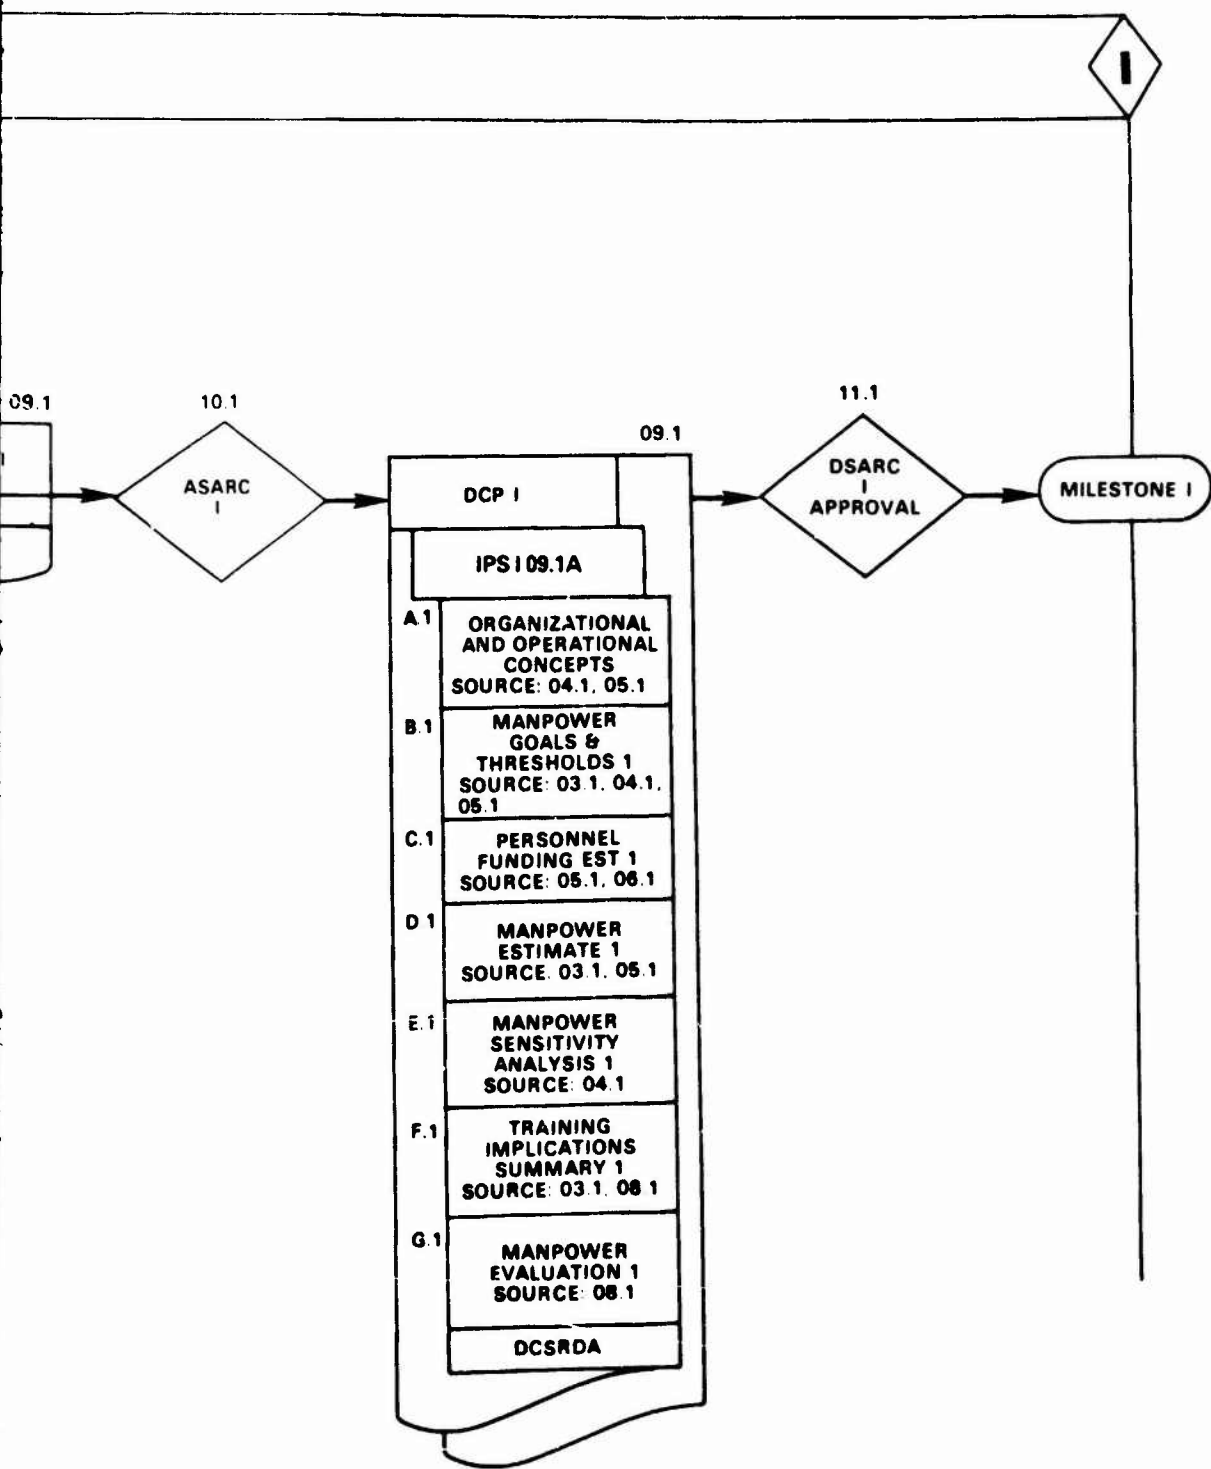 I
09.1
10.1
ASARC
I
09.1
DCP I
IPS I 09.1A
A.1
ORGANIZATIONAL
AND OPERATIONAL
CONCEPTS
SOURCE: 04.1, 05.1
B.1
MANPOWER
GOALS &
THRESHOLDS 1
SOURCE: 03.1, 04.1,
05.1
C.1
PERSONNEL
FUNDING EST 1
SOURCE: 05.1, 06.1
D.1
MANPOWER
ESTIMATE 1
SOURCE: 03.1, 05.1
E.1
MANPOWER
SENSITIVITY
ANALYSIS 1
SOURCE: 04.1
F.1
TRAINING
IMPLICATIONS
SUMMARY 1
SOURCE: 03.1, 08.1
G.1
MANPOWER
EVALUATION 1
SOURCE: 08.1
DCSRDA
11.1
DSARC
I
APPROVAL
MILESTONE I